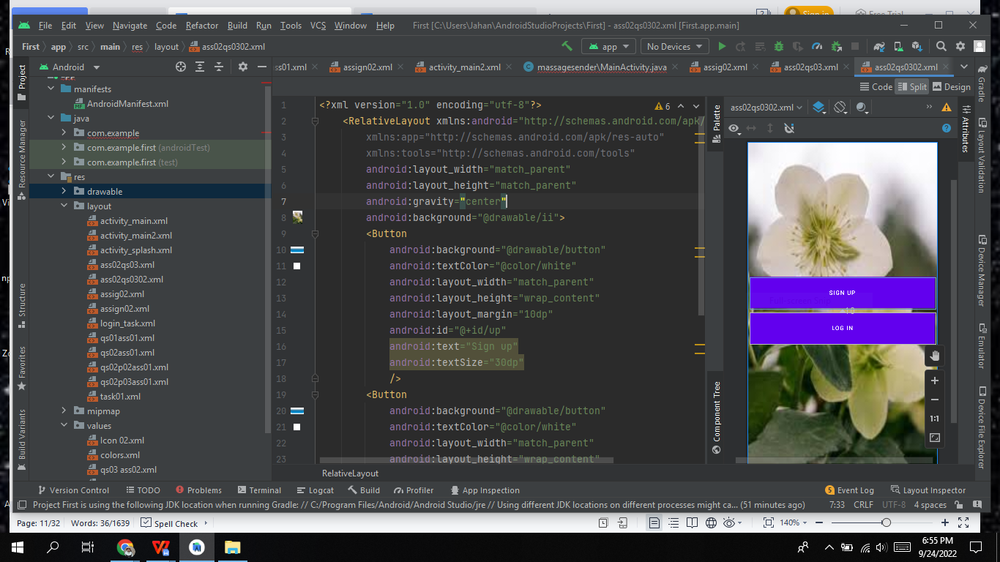 Sign in
Free Trial
File Edit View Navigate Code Refactor Build Run Tools VCS Window Help First [C:\Users\Jahan\AndroidStudioProjects\First] - ass02qs0302.xml [First.app.main]
First app src main res layout ass02qs0302.xml
app No Devices
Android
ss01.xml assign02.xml activity_main2.xml massagesender\MainActivity.java assig02.xml ass02qs03.xml ass02qs0302.xml
Code Split Design
Project
Resource Manager
Structure
Favorites
Build Variants
app
manifests
AndroidManifest.xml
java
com.example
com.example.first (androidTest)
com.example.first (test)
res
drawable
layout
activity_main.xml
activity_main2.xml
activity_splash.xml
ass02qs03.xml
ass02qs0302.xml
assig02.xml
assign02.xml
login_task.xml
qs01ass01.xml
qs02ass01.xml
qs02p02ass01.xml
qs02p03ass01.xml
task01.xml
mipmap
values
Icon 02.xml
colors.xml
qs03 ass02.xml
1 <?xml version="1.0" encoding="utf-8"?>
6
2 <RelativeLayout xmlns:android="http://schemas.android.com/apk/
3 xmlns:app="http://schemas.android.com/apk/res-auto"
4 xmlns:tools="http://schemas.android.com/tools"
5 android:layout_width="match_parent"
6 android:layout_height="match_parent"
7 android:gravity="center"
8 android:background="@drawable/ii">
9 <Button
10 android:background="@drawable/button"
11 android:textColor="@color/white"
12 android:layout_width="match_parent"
13 android:layout_height="wrap_content"
14 android:layout_margin="10dp"
15 android:id="@+id/up"
16 android:text="Sign up"
17 android:textSize="30dp"
18 />
19 <Button
20 android:background="@drawable/button"
21 android:textColor="@color/white"
22 android:layout_width="match_parent"
23 android:layout_height="wrap_content"
RelativeLayout
Palette
Component Tree
ass02qs0302.xml
SIGN UP
LOG IN
1:1
Attributes
Gradle
Layout Validation
Device Manager
Emulator
Device File Explorer
Version Control TODO Problems Terminal Logcat Build Profiler App Inspection 5 Event Log Layout Inspector
Project First is using the following JDK location when running Gradle: // C:/Program Files/Android/Android Studio/jre // Using different JDK locations on different processes might ca... (51 minutes ago) 7:33 CRLF UTF-8 4 spaces
Page: 11/32 Words: 36/1639 Spell Check 140%
6:55 PM
9/24/2022